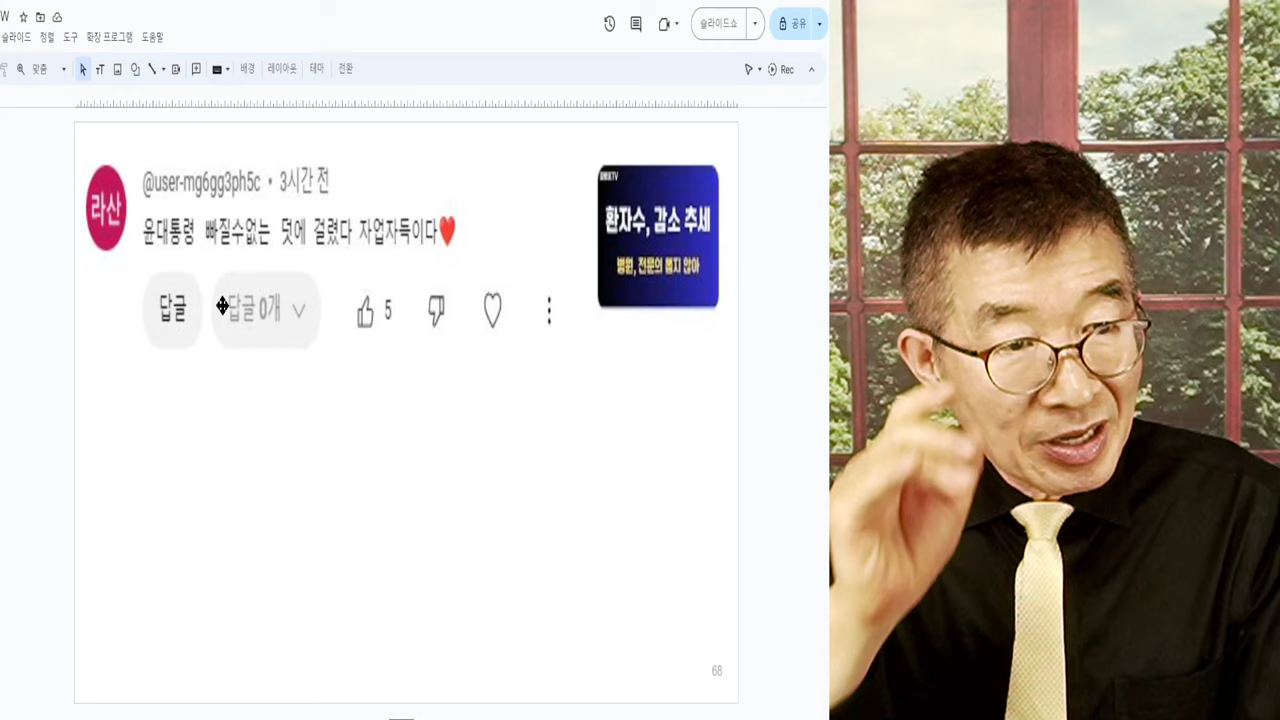 W
슬라이드 정렬 도구 확장 프로그램 도움말
슬라이드쇼
공유
맞춤
배경 레이아웃 테마 전환
Rec
라산
@user-mg6gg3ph5c • 3시간 전
윤대통령 빠질수없는 덫에 걸렸다 자업자득이다❤️
답글 답글 0개 5
환자수, 감소 추세
병원, 전문의 뽑지 않아
68